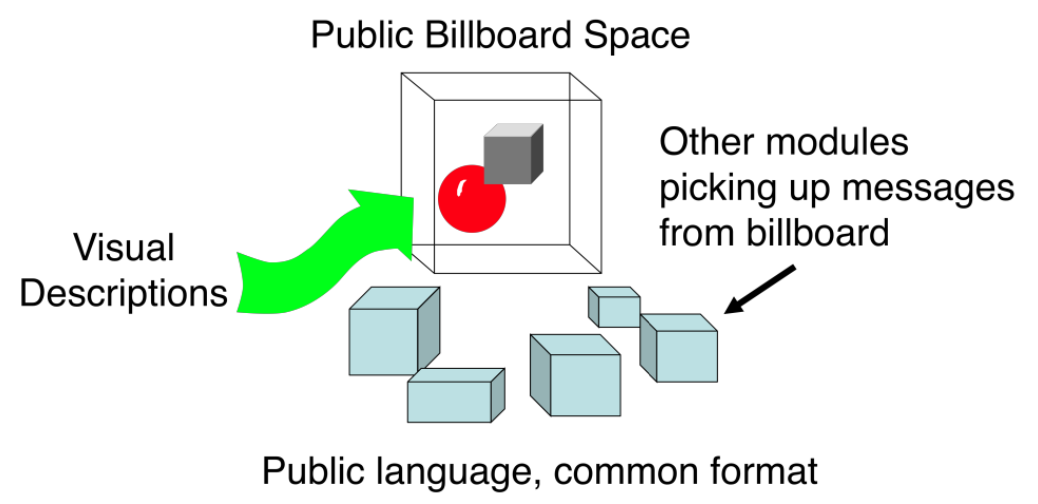 Public Billboard Space
Other modules
picking up messages
from billboard
Visual
Descriptions
Public language, common format